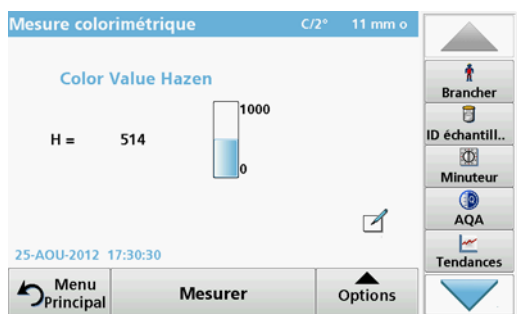 Mesure colorimétrique C/2° 11 mm o
Color Value Hazen
1000
H = 514
0
25-AOU-2012 17:30:30
Menu
Principal
Mesurer
Options
Brancher
ID échantill..
Minuteur
AQA
Tendances